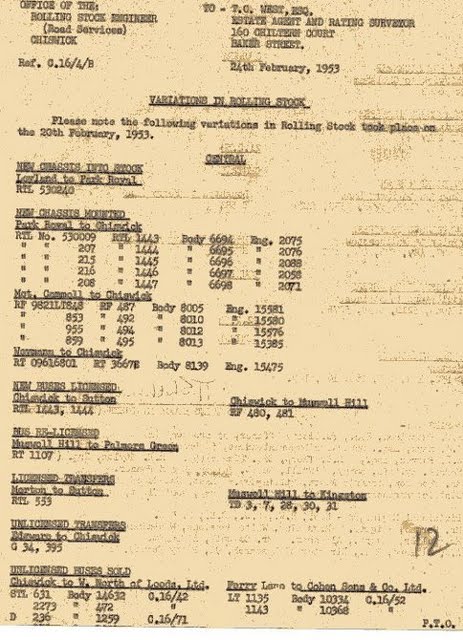 OFFICE OF THE:
ROLLING STOCK ENGINEER
(Road Services)
CHISWICK
TO - T.G. WEST, ESQ.
ESTATE AGENT AND RATING SURVEYOR
160 CHILTERN COURT
BAKER STREET.
Ref. C.16/4/B
24th February, 1953
VARIATIONS IN ROLLING STOCK
Please note the following variations in Rolling Stock took place on
the 20th February, 1953.
CENTRAL
NEW CHASSIS INTO STOCK
Leyland to Park Royal
RTL 530240
NEW CHASSIS MOUNTED
Park Royal to Chiswick
RTL No. 530009 RTL 1443 Body 6694 Eng. 2075
" " 207 " 1444 " 6695 " 2076
" " 215 " 1445 " 6696 " 2088
" " 216 " 1446 " 6697 " 2058
" " 208 " 1447 " 6698 " 2071
Met. Cammell to Chiswick
RF 9821LT848 RF 487 Body 8005 Eng. 15581
" 853 " 492 " 8010 " 15580
" 955 " 494 " 8012 " 15576
" 859 " 495 " 8013 " 15385
Weymann to Chiswick
RT 09616801 RT 3667E Body 8139 Eng. 15475
NEW BUSES LICENSED
Chiswick to Sutton
RTL 1443, 1444
Chiswick to Muswell Hill
RF 480, 481
BUS RE-LICENSED
Muswell Hill to Palmers Green
RT 1107
LICENSED TRANSFERS
Merton to Sutton
RTL 553
Muswell Hill to Kingston
TD 3, 7, 28, 30, 31
UNLICENSED TRANSFERS
Edgware to Chiswick
G 34, 395
12
UNLICENSED BUSES SOLD
Chiswick to W. North of Leeds, Ltd.
STL 631 Body 14632 C.16/42
2273 " 472 "
D 236 " 1259 C.16/71
Ferry Lane to Cohen Sons & Co. Ltd.
LT 1135 Body 10334 C.16/52
1143 " 10368 "
P.T.O.